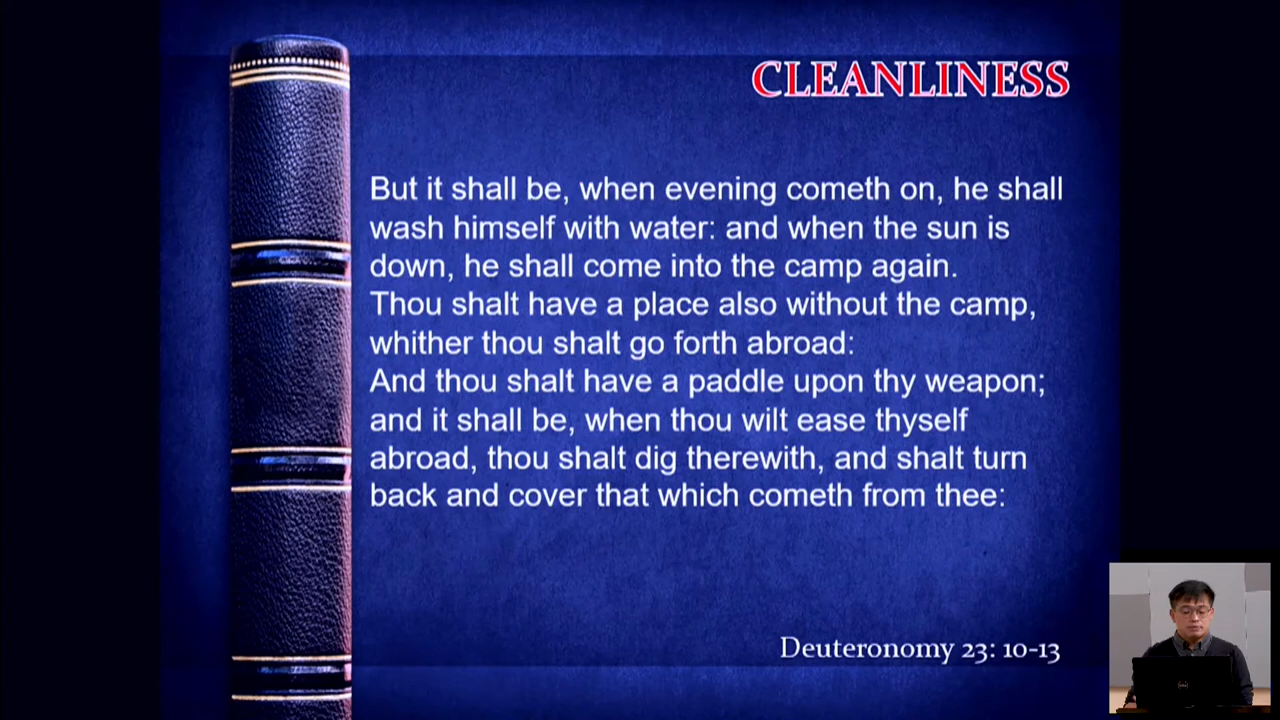 CLEANLINESS
But it shall be, when evening cometh on, he shall
wash himself with water: and when the sun is
down, he shall come into the camp again.
Thou shalt have a place also without the camp,
whither thou shalt go forth abroad:
And thou shalt have a paddle upon thy weapon;
and it shall be, when thou wilt ease thyself
abroad, thou shalt dig therewith, and shalt turn
back and cover that which cometh from thee:
Deuteronomy 23: 10-13